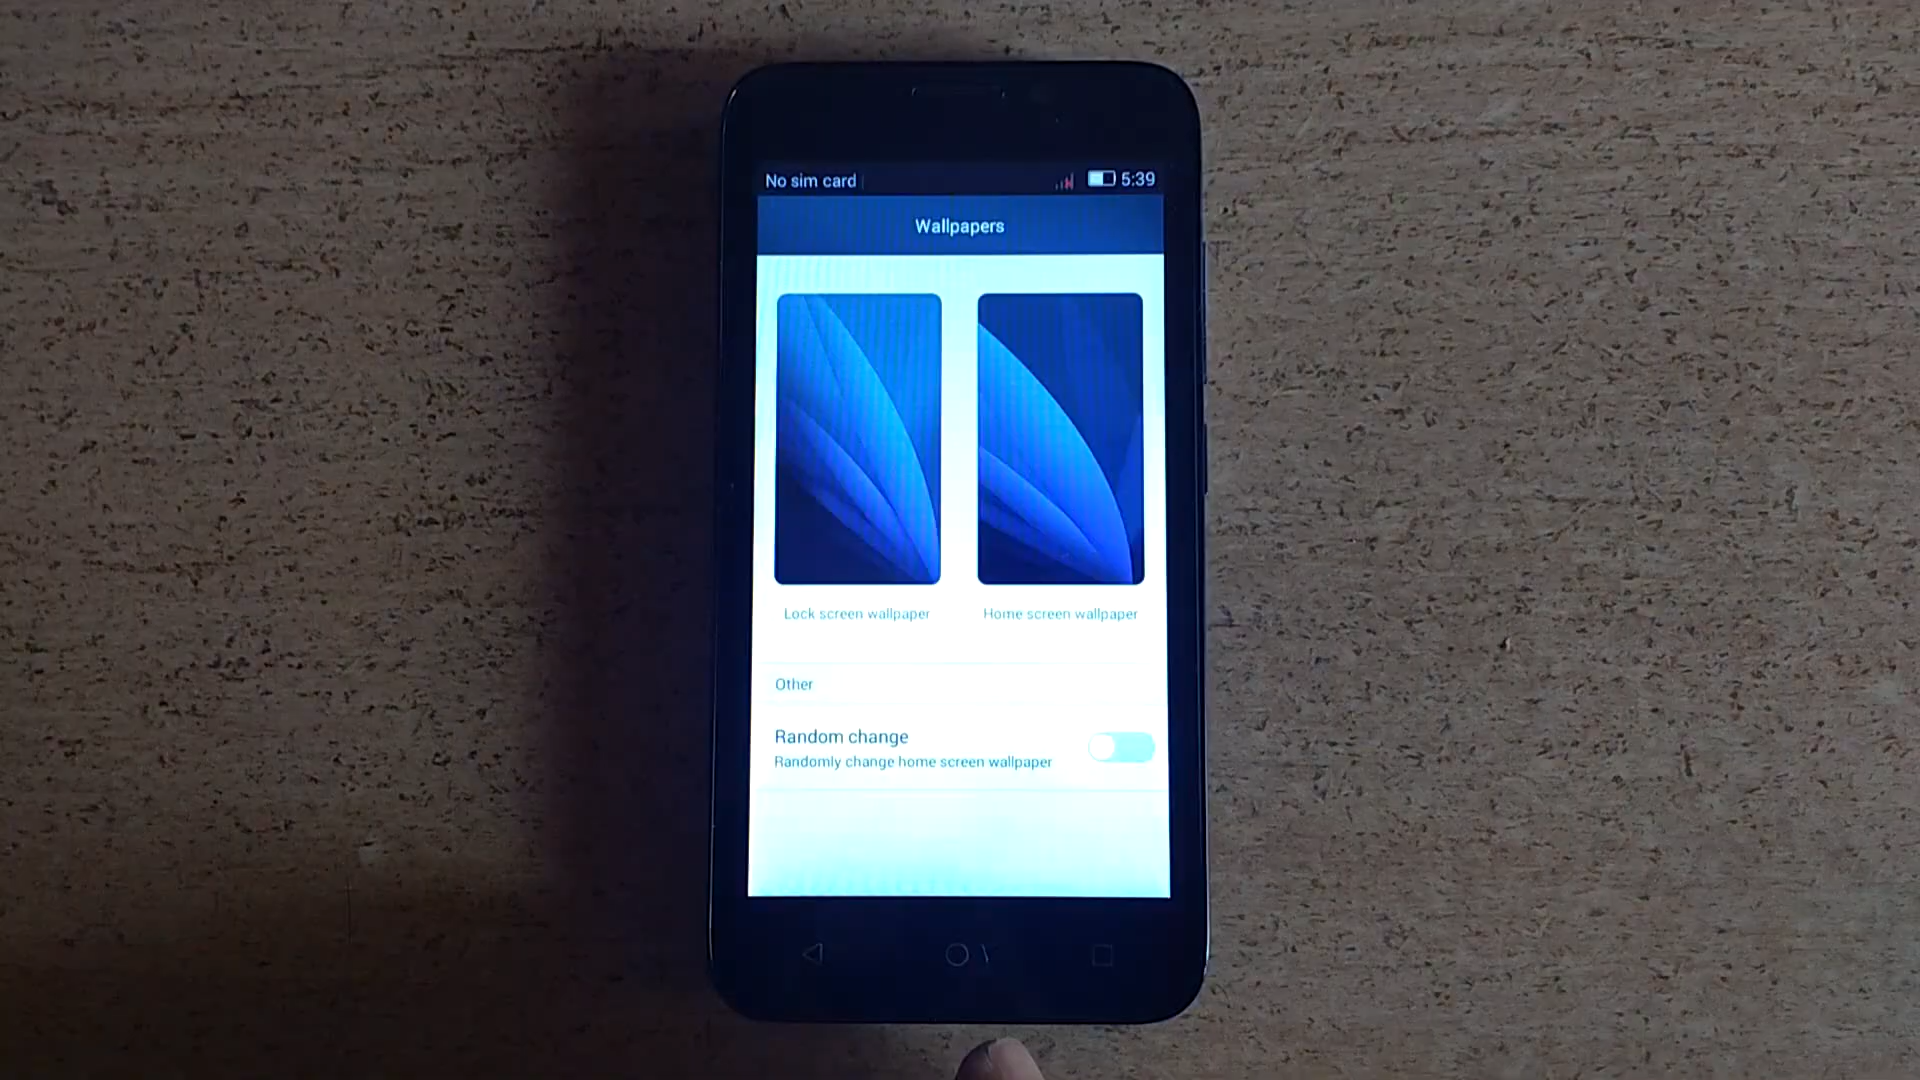 No sim card
5:39
Wallpapers
Lock screen wallpaper
Home screen wallpaper
Other
Random change
Randomly change home screen wallpaper